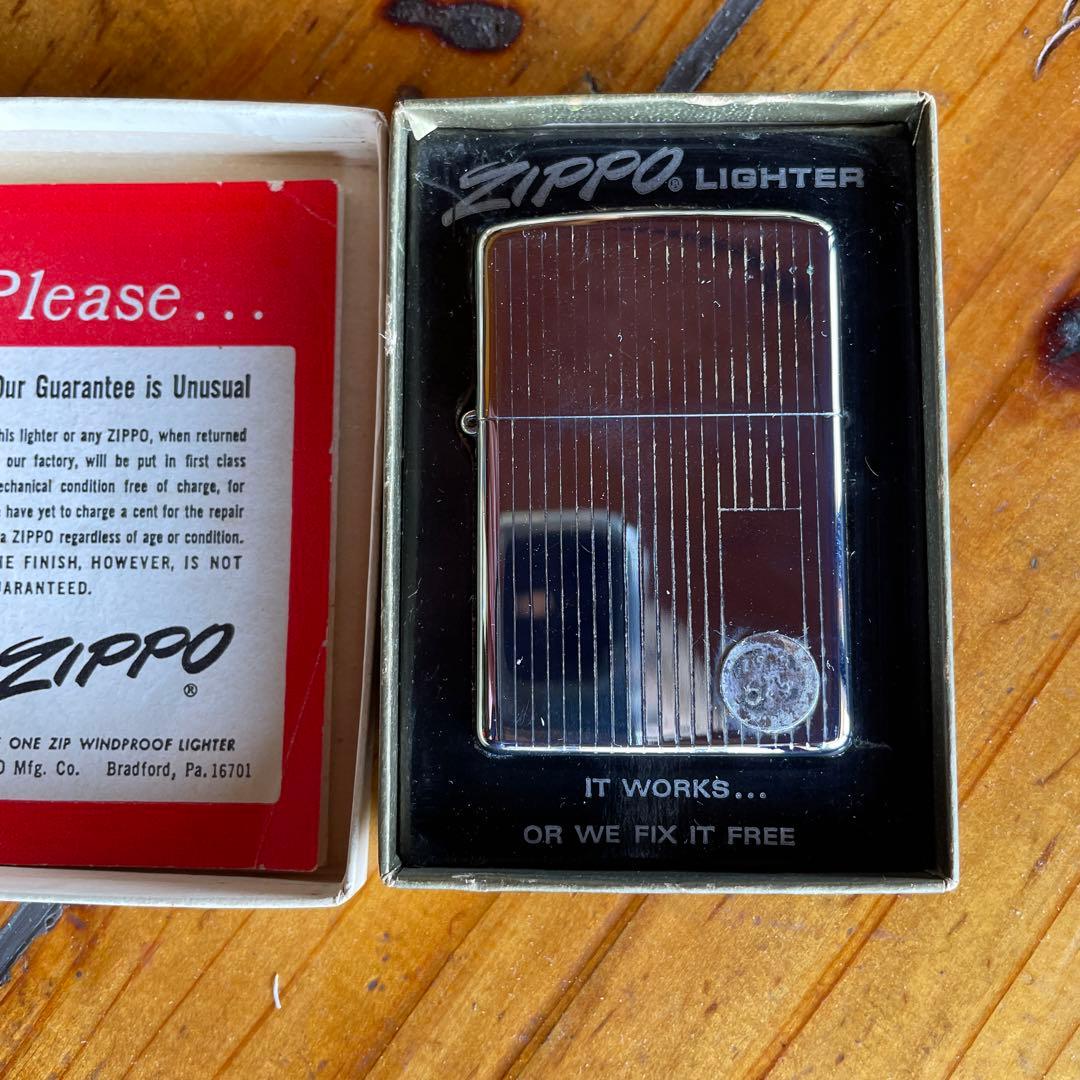 Please...
Our Guarantee is Unusual
his lighter or any ZIPPO, when returned
our factory, will be put in first class
echanical condition free of charge, for
have yet to charge a cent for the repair
a ZIPPO regardless of age or condition.
HE FINISH, HOWEVER, IS NOT
UARANTEED.
ZIPPO®
ONE ZIP WINDPROOF LIGHTER
O Mfg. Co. Bradford, Pa. 16701
ZIPPO® LIGHTER
IT WORKS...
OR WE FIX IT FREE